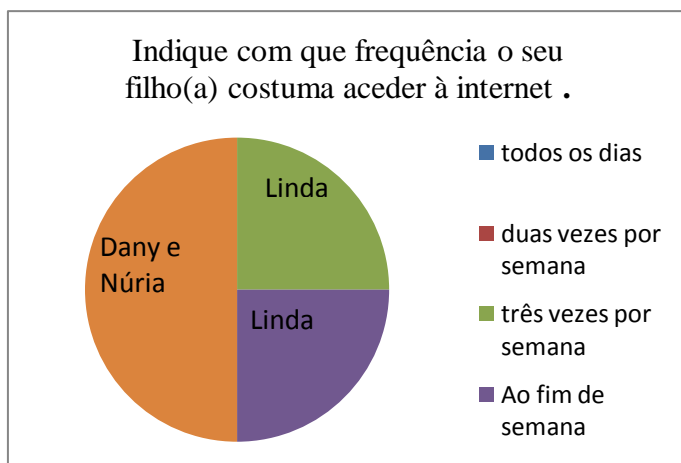 Indique com que frequência o seu
filho(a) costuma aceder à internet .
Linda
Dany e
Núria
Linda
todos os dias
duas vezes por
semana
três vezes por
semana
Ao fim de
semana